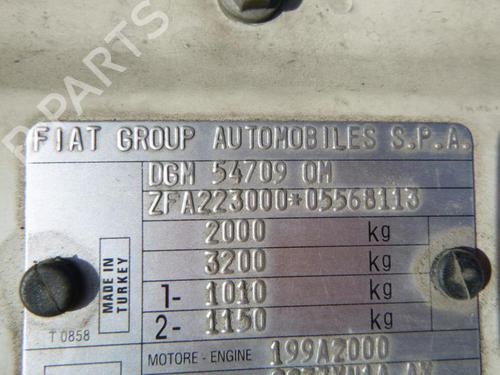 B-PARTS
FIAT GROUP AUTOMOBILES S.P.A.
DGM 54709 OM
ZFA223000*05568113
2000 kg
3200 kg
1- 1010 kg
2- 1150 kg
MADE IN
TURKEY
T 0858
MOTORE - ENGINE 199A2000